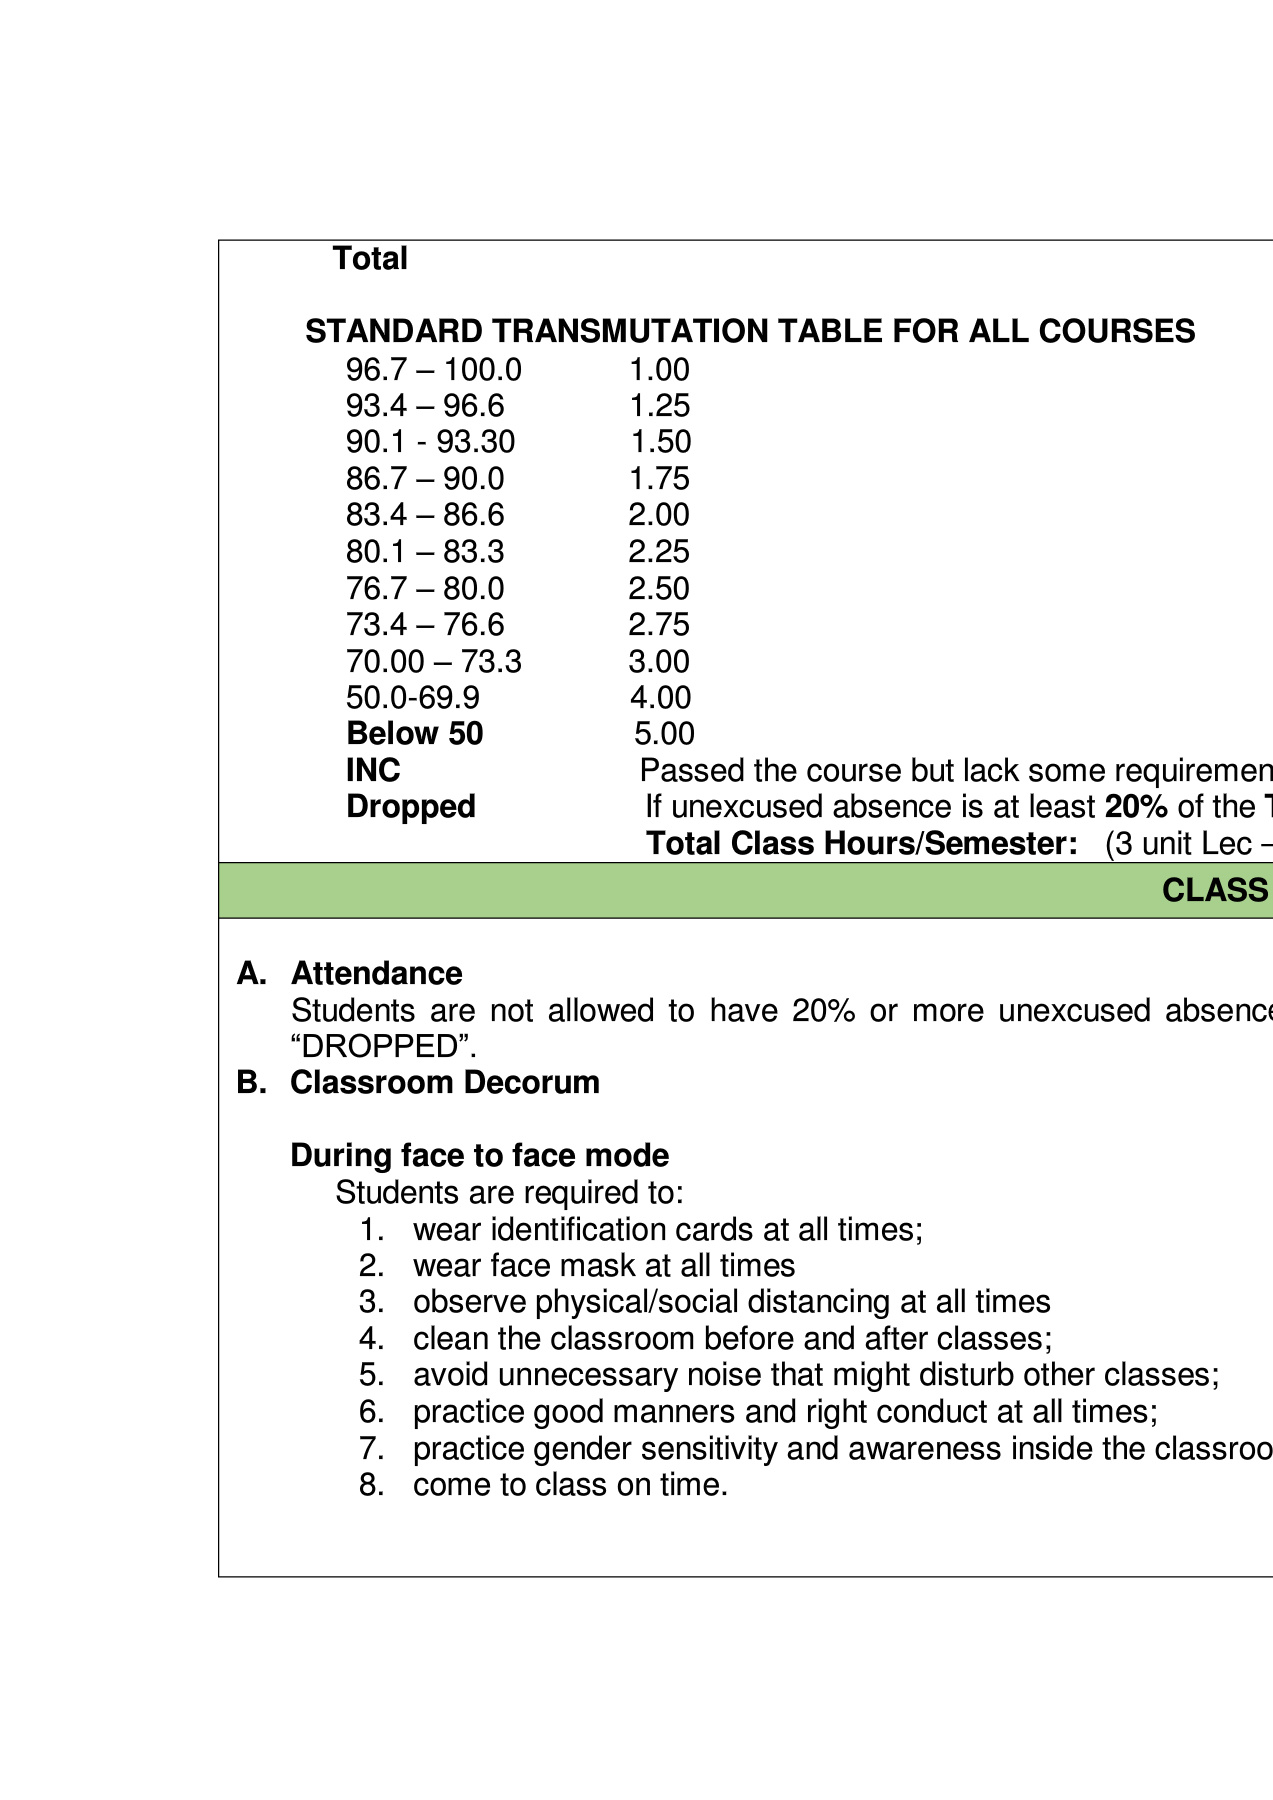 Total
STANDARD TRANSMUTATION TABLE FOR ALL COURSES
96.7 – 100.0 1.00
93.4 – 96.6 1.25
90.1 - 93.30 1.50
86.7 – 90.0 1.75
83.4 – 86.6 2.00
80.1 – 83.3 2.25
76.7 – 80.0 2.50
73.4 – 76.6 2.75
70.00 – 73.3 3.00
50.0-69.9 4.00
Below 50 5.00
INC Passed the course but lack some
Dropped If unexcused absence is at least 20% of the
Total Class Hours/Semester: (3 unit Lec –
CLASS
A. Attendance
Students are not allowed to have 20% or more unexcused
“DROPPED”.
B. Classroom Decorum
During face to face mode
Students are required to:
1. wear identification cards at all times;
2. wear face mask at all times
3. observe physical/social distancing at all times
4. clean the classroom before and after classes;
5. avoid unnecessary noise that might disturb other classes;
6. practice good manners and right conduct at all times;
7. practice gender sensitivity and awareness inside the
8. come to class on time.